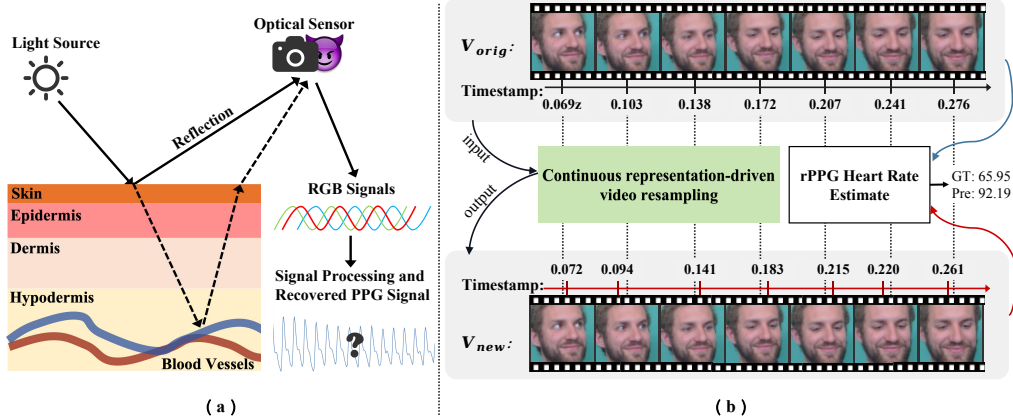 Light Source
Optical Sensor
Reflection
Skin
Epidermis
Dermis
Hypodermis
Blood Vessels
RGB Signals
Signal Processing and
Recovered PPG Signal
?
( a )
V_orig:
Timestamp:
0.069z 0.103 0.138 0.172 0.207 0.241 0.276
input
output
Continuous representation-driven
video resampling
rPPG Heart Rate
Estimate
GT: 65.95
Pre: 92.19
0.072 0.094 0.141 0.183 0.215 0.220 0.261
Timestamp:
V_new:
( b )